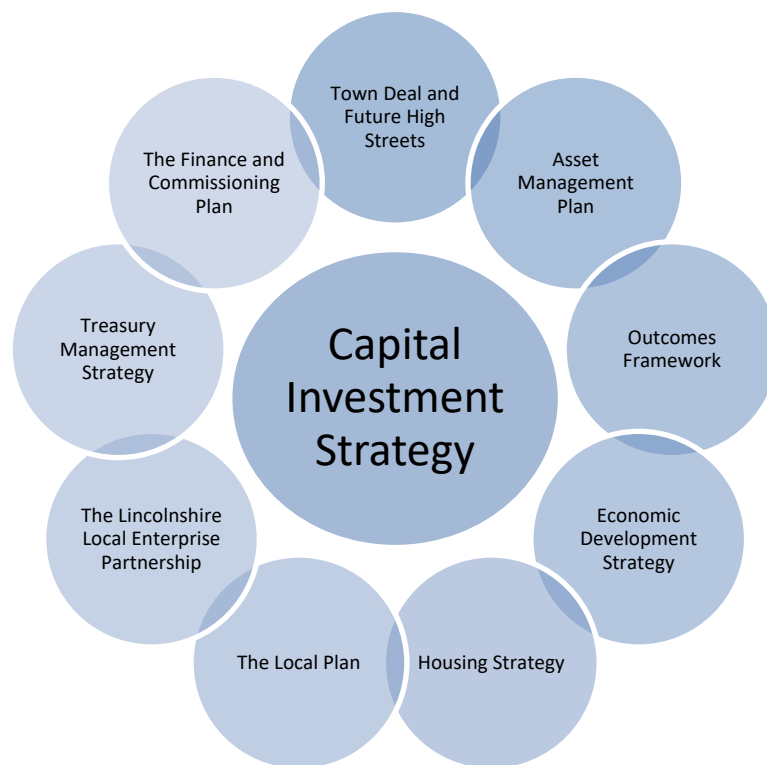 Town Deal and
Future High
Streets
Asset
Management
Plan
Outcomes
Framework
Economic
Development
Strategy
Housing Strategy
The Local Plan
The Lincolnshire
Local Enterprise
Partnership
Treasury
Management
Strategy
The Finance and
Commissioning
Plan
Capital
Investment
Strategy